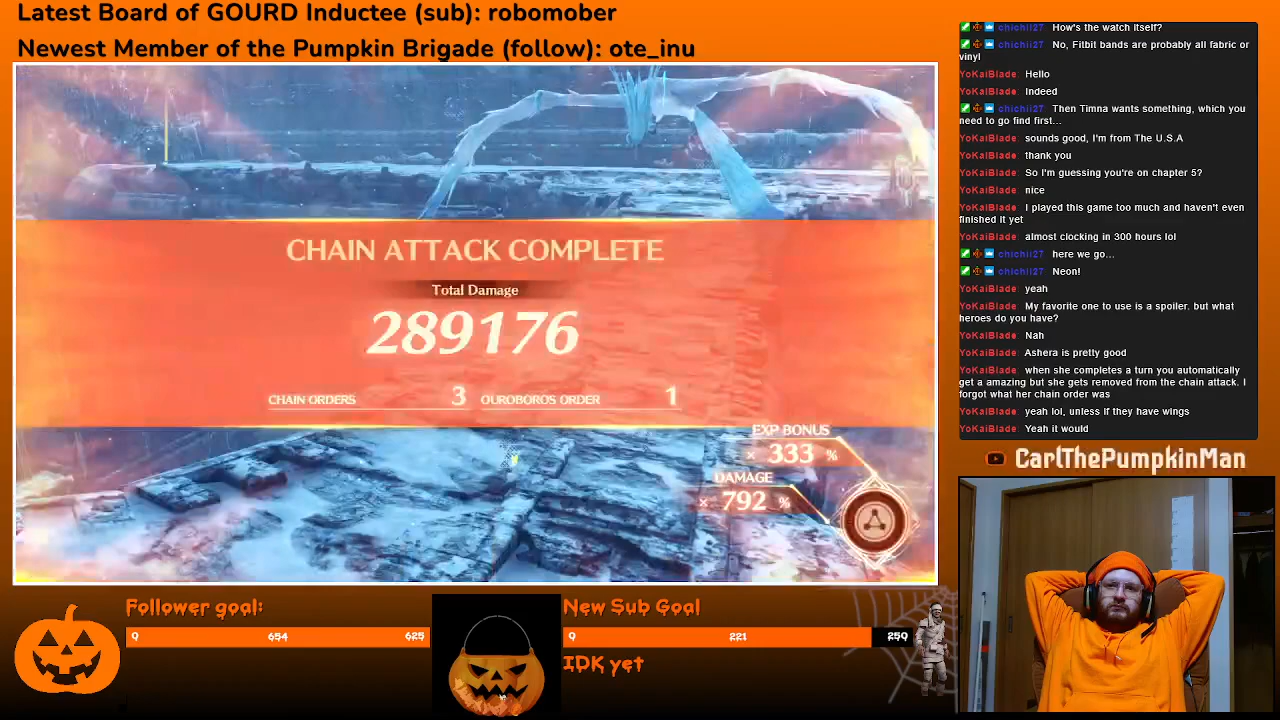 Latest Board of GOURD Inductee (sub): robomober
Newest Member of the Pumpkin Brigade (follow): ote_inu
CHAIN ATTACK COMPLETE
Total Damage
289176
CHAIN ORDERS 3 OUROBOROS ORDER 1
EXP BONUS
× 333 %
DAMAGE
× 792 %
chichii27 How's the watch itself?
chichii27 No, Fitbit bands are probably all fabric or
vinyl
YoKaiBlade: Hello
YoKaiBlade: Indeed
chichii27 Then Timna wants something, which you
need to go find first...
YoKaiBlade: sounds good, I'm from The U.S.A
YoKaiBlade: thank you
YoKaiBlade: So I'm guessing you're on chapter 5?
YoKaiBlade: nice
YoKaiBlade: I played this game too much and haven't even
finished it yet
YoKaiBlade: almost clocking in 300 hours lol
chichii27 here we go...
chichii27 Neon!
YoKaiBlade: yeah
YoKaiBlade: My favorite one to use is a spoiler. but what
heroes do you have?
YoKaiBlade: Nah
YoKaiBlade: Ashera is pretty good
YoKaiBlade: when she completes a turn you automatically
get a amazing but she gets removed from the chain attack. I
forgot what her chain order was
YoKaiBlade: yeah lol, unless if they have wings
YoKaiBlade: Yeah it would
CarlThePumpkinMan
Follower goal:
0 654 625
New Sub Goal
0 221 250
IDK yet